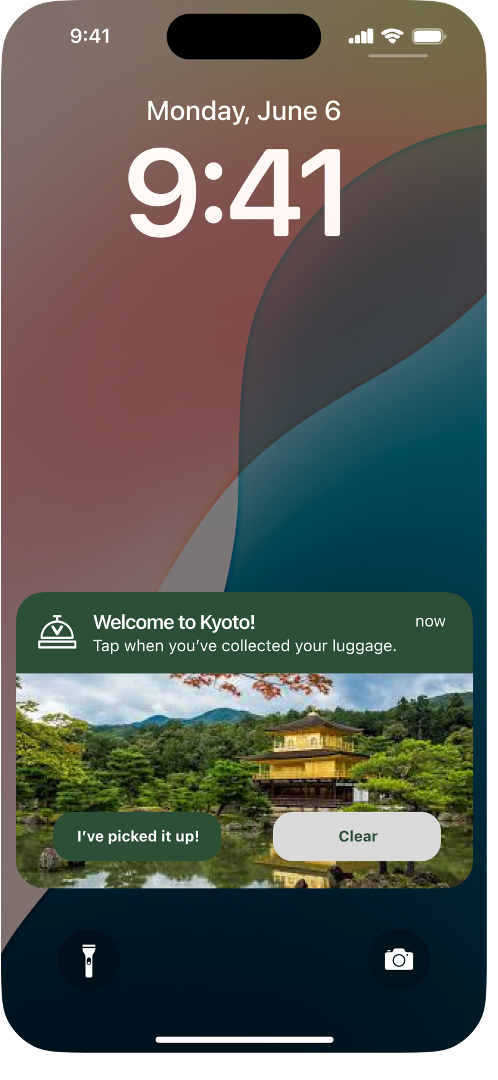 9:41
Monday, June 6
9:41
Welcome to Kyoto!
now
Tap when you’ve collected your luggage.
I’ve picked it up!
Clear